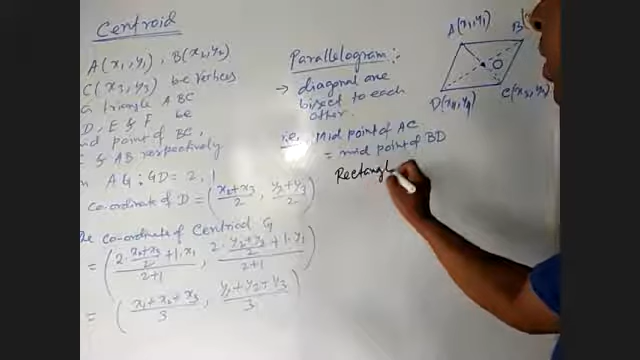 Centroid
A(x1,y1), B(x2,y2)
C(x3,y3) be vertices
triangle ABC
D, E & F be
mid point of BC,
& AB respectively
AG:GD=2,1
co-ordinate of D = (x2+x3/2, y2+y3/2)
co-ordinate of Centriod G
= (2.x2+x3/2+1.x1/2+1, 2.y2+y3/2+1.y1/2+1)
= (x1+x2+x3/3, y1+y2+y3/3)
Parallelogram:-
→ diagonal are
bisect to each
other.
i.e, Mid point of AC
= mid point of BD
Rectangl
A(x1,y1)
B(
O
D(x4,y4)
C(x3,y3)